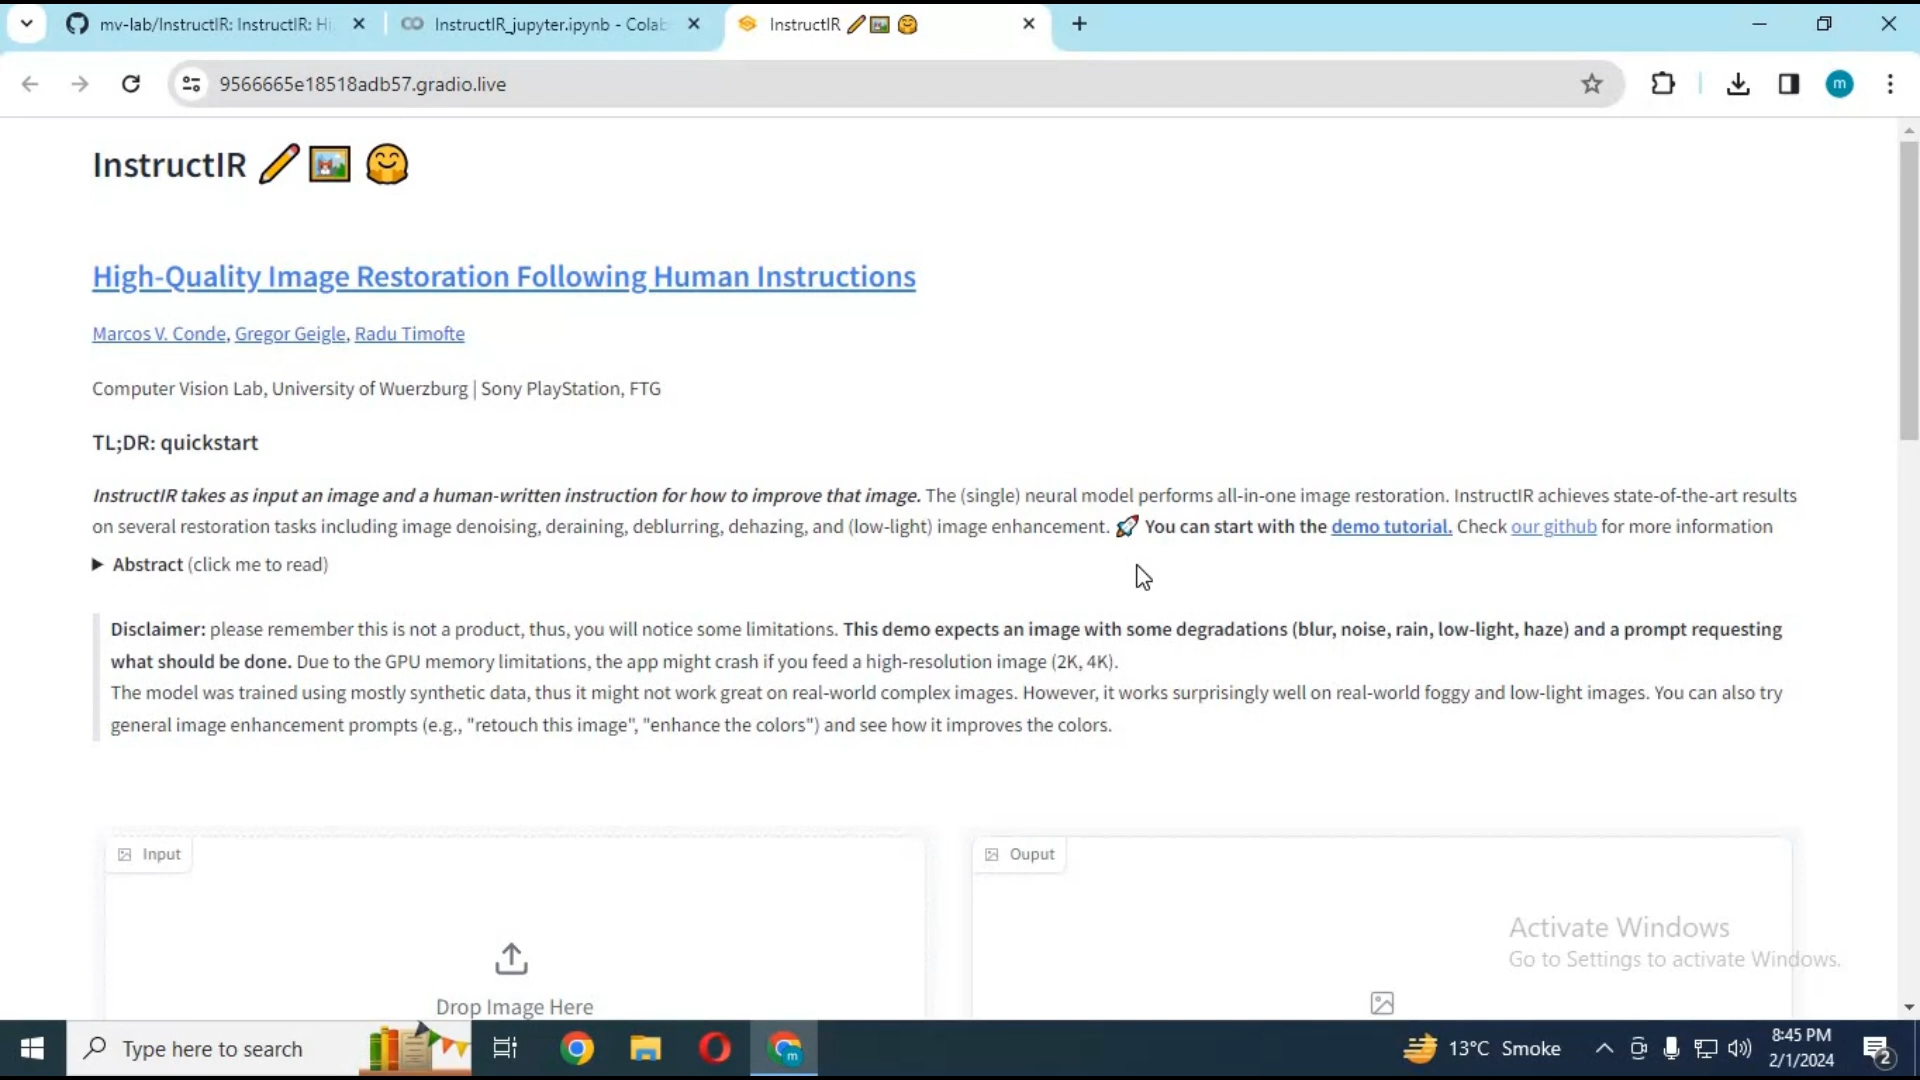 mv-lab/InstructIR: InstructIR: Hi
InstructIR_jupyter.ipynb - Colab
InstructIR
9566665e18518adb57.gradio.live
m
InstructIR
High-Quality Image Restoration Following Human Instructions
Marcos V. Conde, Gregor Geigle, Radu Timofte
Computer Vision Lab, University of Wuerzburg | Sony PlayStation, FTG
TL;DR: quickstart
InstructIR takes as input an image and a human-written instruction for how to improve that image. The (single) neural model performs all-in-one image restoration. InstructIR achieves state-of-the-art results
on several restoration tasks including image denoising, deraining, deblurring, dehazing, and (low-light) image enhancement. 🚀 You can start with the demo tutorial. Check our github for more information
▶ Abstract (click me to read)
Disclaimer: please remember this is not a product, thus, you will notice some limitations. This demo expects an image with some degradations (blur, noise, rain, low-light, haze) and a prompt requesting
what should be done. Due to the GPU memory limitations, the app might crash if you feed a high-resolution image (2K, 4K).
The model was trained using mostly synthetic data, thus it might not work great on real-world complex images. However, it works surprisingly well on real-world foggy and low-light images. You can also try
general image enhancement prompts (e.g., "retouch this image", "enhance the colors") and see how it improves the colors.
Input
Ouput
Drop Image Here
Activate Windows
Go to Settings to activate Windows.
Type here to search
m
13°C Smoke
8:45 PM
2/1/2024
2